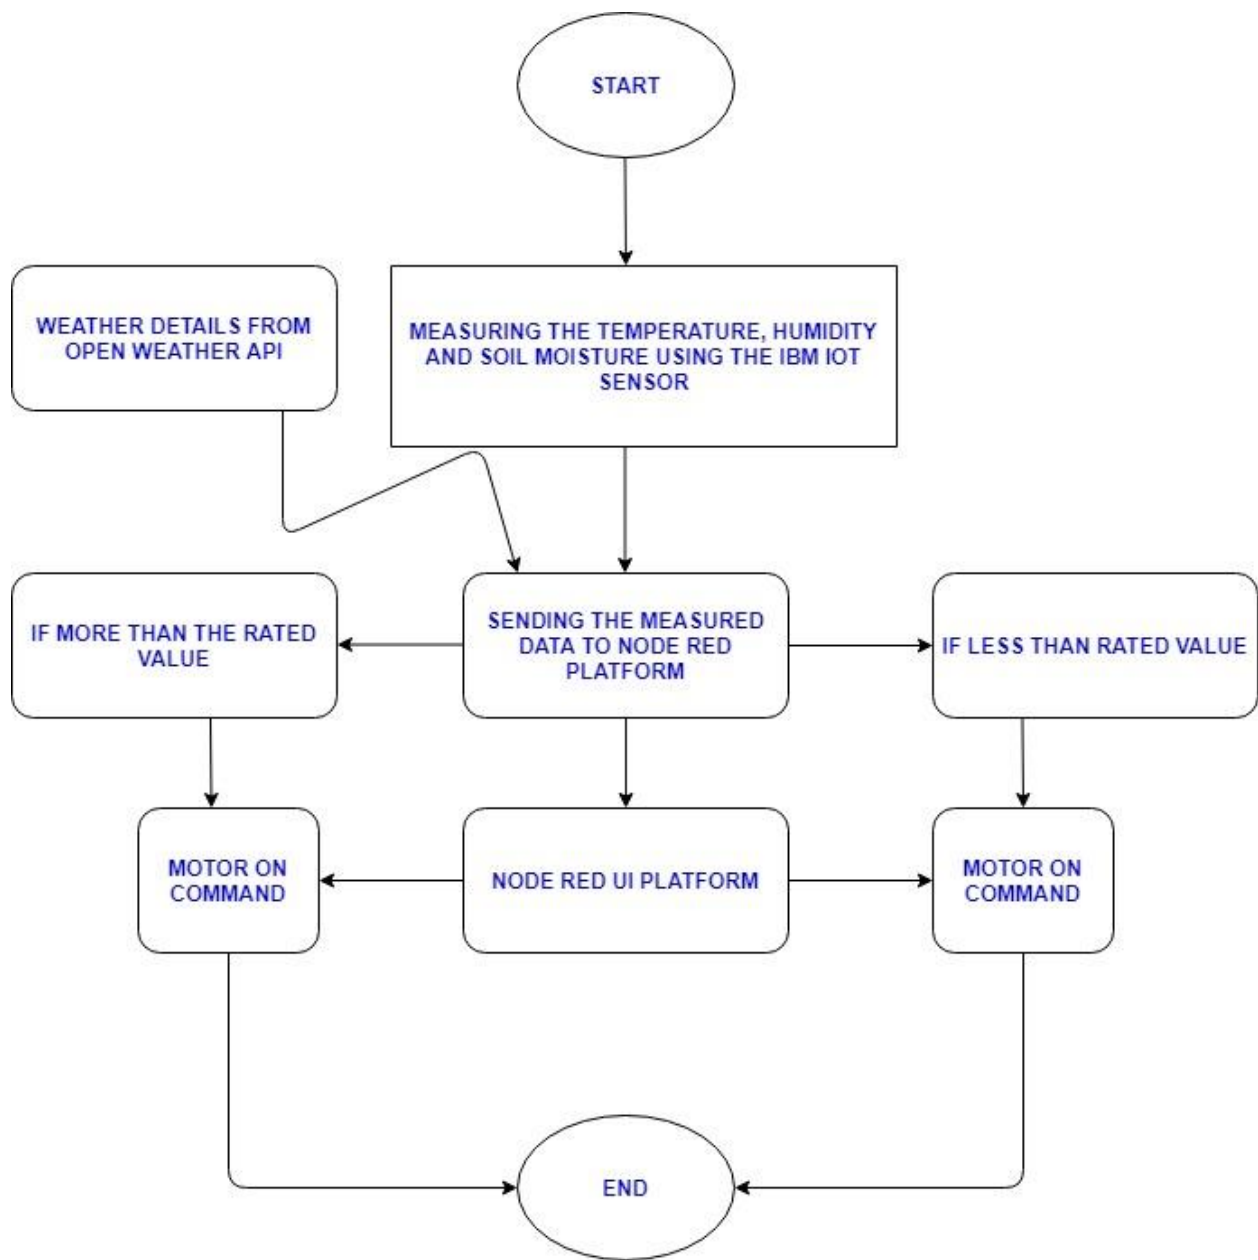 START
WEATHER DETAILS FROM
OPEN WEATHER API
MEASURING THE TEMPERATURE, HUMIDITY
AND SOIL MOISTURE USING THE IBM IOT
SENSOR
IF MORE THAN THE RATED
VALUE
SENDING THE MEASURED
DATA TO NODE RED
PLATFORM
IF LESS THAN RATED VALUE
MOTOR ON
COMMAND
NODE RED UI PLATFORM
MOTOR ON
COMMAND
END